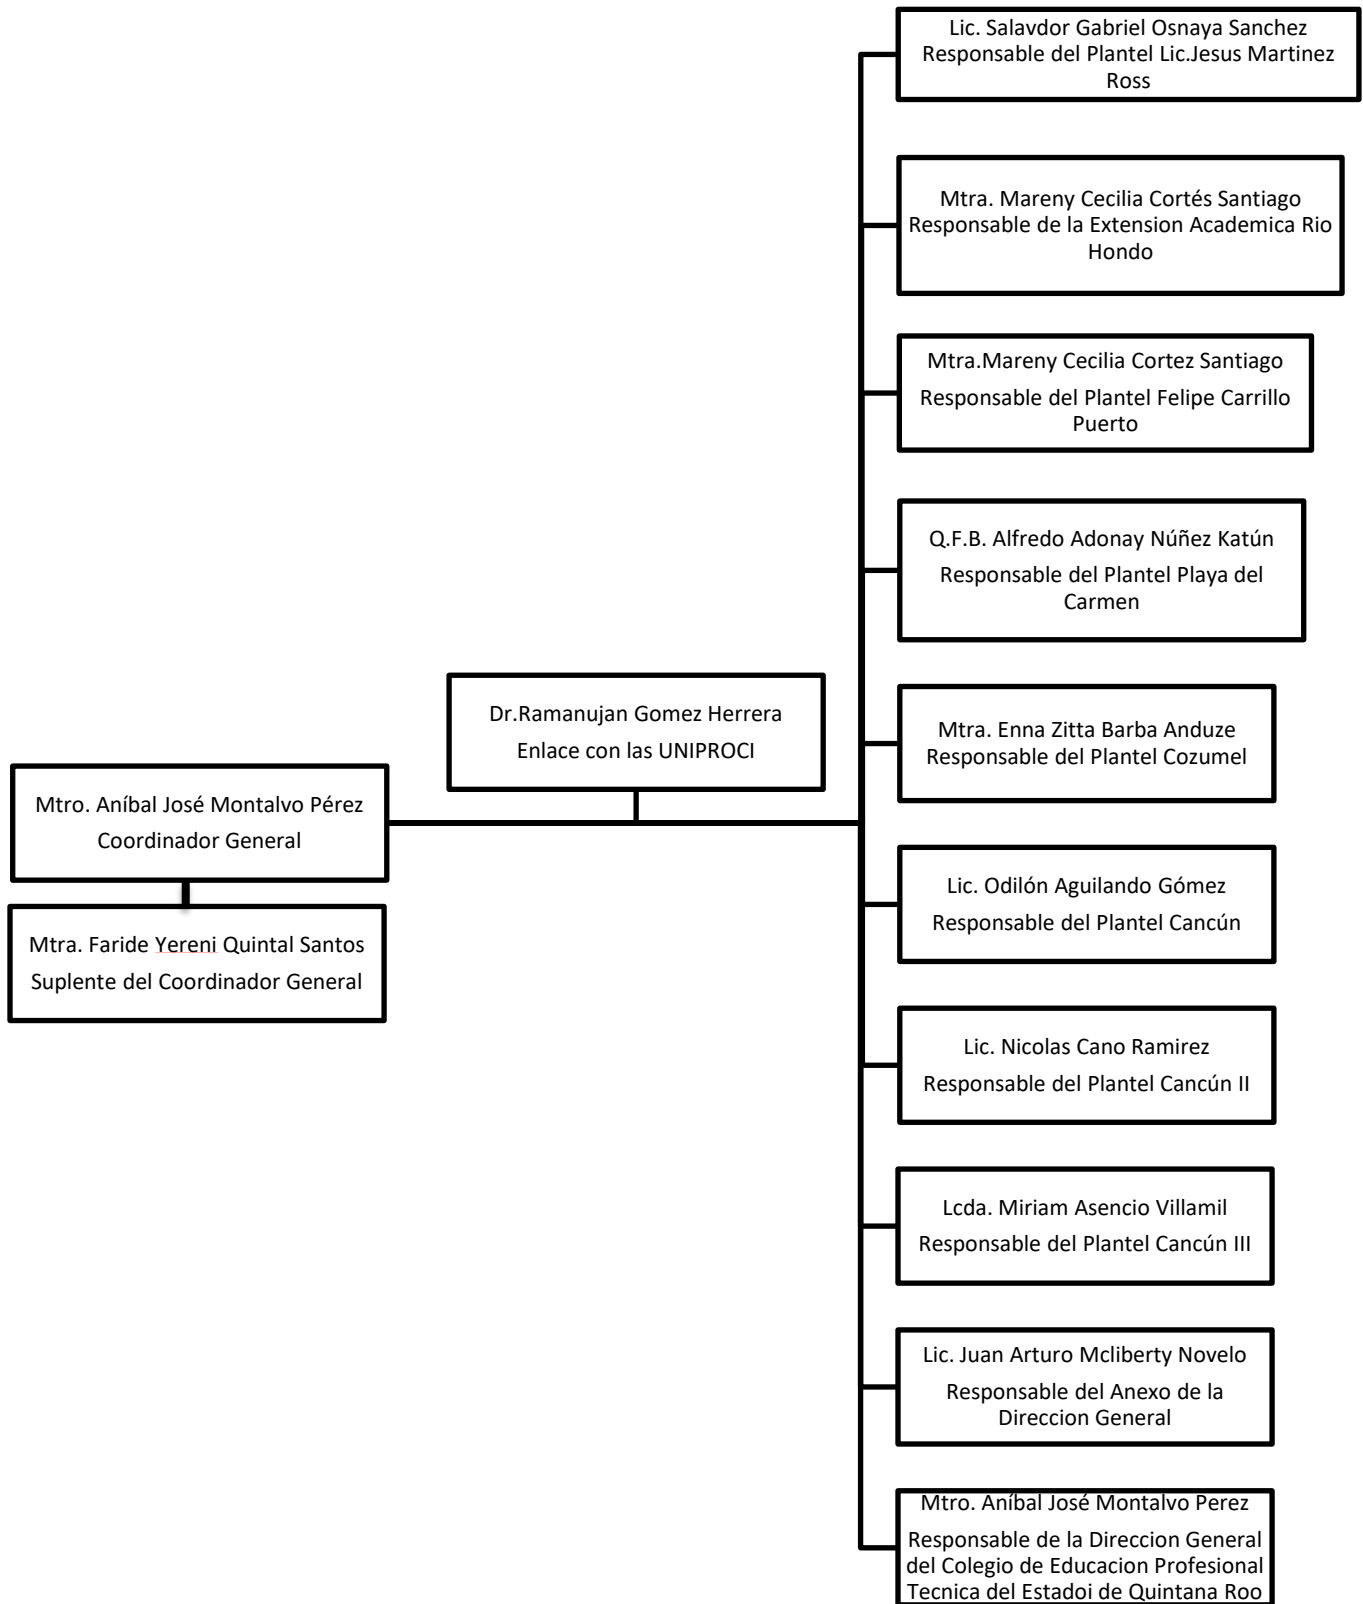 Lic. Salavdor Gabriel Osnaya Sanchez
Responsable del Plantel Lic.Jesus Martinez
Ross
Mtra. Mareny Cecilia Cortés Santiago
Responsable de la Extension Academica Rio
Hondo
Mtra.Mareny Cecilia Cortez Santiago
Responsable del Plantel Felipe Carrillo
Puerto
Q.F.B. Alfredo Adonay Núñez Katún
Responsable del Plantel Playa del
Carmen
Dr.Ramanujan Gomez Herrera
Enlace con las UNIPROCI
Mtra. Enna Zitta Barba Anduze
Responsable del Plantel Cozumel
Mtro. Aníbal José Montalvo Pérez
Coordinador General
Mtra. Faride Yereni Quintal Santos
Suplente del Coordinador General
Lic. Odilón Aguilando Gómez
Responsable del Plantel Cancún
Lic. Nicolas Cano Ramirez
Responsable del Plantel Cancún II
Lcda. Miriam Asencio Villamil
Responsable del Plantel Cancún III
Lic. Juan Arturo Mcliberty Novelo
Responsable del Anexo de la
Direccion General
Mtro. Aníbal José Montalvo Perez
Responsable de la Direccion General
del Colegio de Educacion Profesional
Tecnica del Estadoi de Quintana Roo